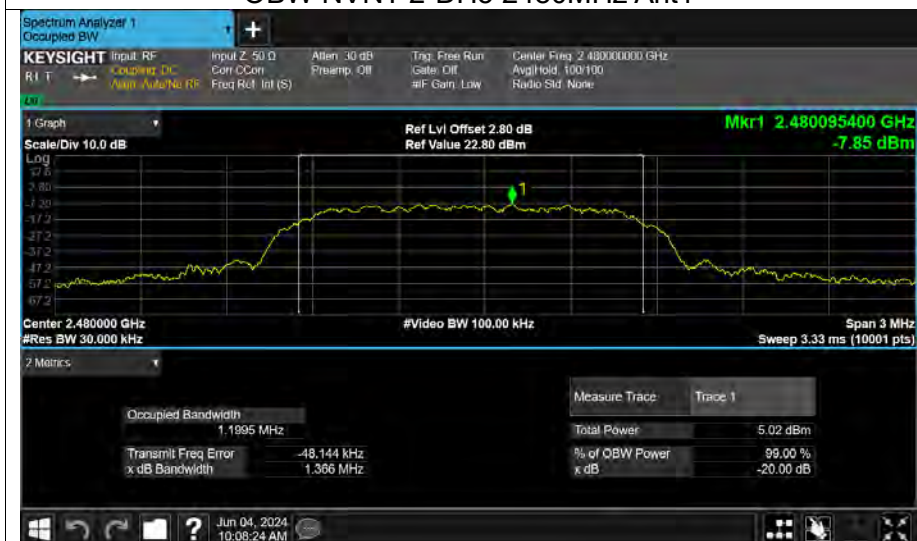 OBW NVNT 2-DH5 2480MHz Ant1
Spectrum Analyzer 1
Occupied BW
+
KEYSIGHT Input: RF Input Z: 50 Ω Atten: 30 dB Trig: Free Run Center Freq: 2.480000000 GHz
RLT Coupling: DC Corr CCorr Preamp: Off Gate: Off Avg|Hold: 100/100
Align: Auto/No RF Freq Ref: Int (S) #IF Gain: Low Radio Std: None
1 Graph Ref Lvl Offset 2.80 dB Mkr1 2.480095400 GHz
Scale/Div 10.0 dB Ref Value 22.80 dBm -7.85 dBm
Log
2.80
-7.20
-17.2
-27.2
-37.2
-47.2
-57.2
-67.2
1
Center 2.480000 GHz #Video BW 100.00 kHz Span 3 MHz
#Res BW 30.000 kHz Sweep 3.33 ms (10001 pts)
2 Metrics
Measure Trace Trace 1
Occupied Bandwidth
1.1995 MHz Total Power 5.02 dBm
Transmit Freq Error -48.144 kHz % of OBW Power 99.00 %
x dB Bandwidth 1.366 MHz x dB -20.00 dB
? Jun 04, 2024
10:08:24 AM